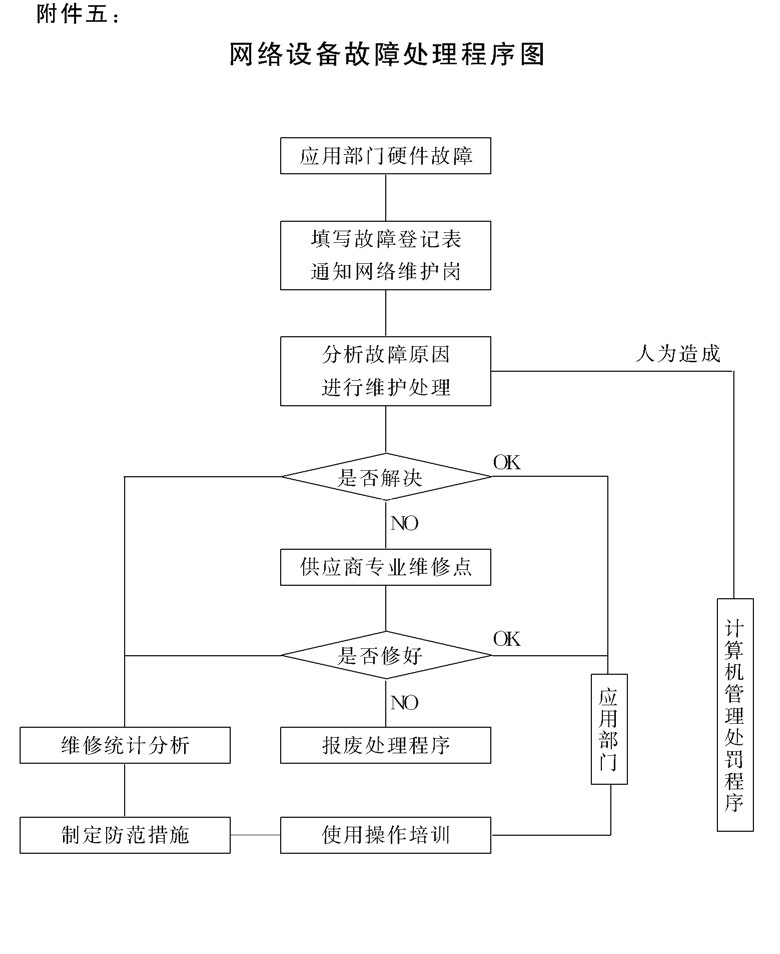 附件五：
网络设备故障处理程序图
应用部门硬件故障
填写故障登记表
通知网络维护岗
分析故障原因
进行维护处理
人为造成
是否解决
OK
NO
供应商专业维修点
是否修好
OK
NO
计算机管理处罚程序
应用部门
维修统计分析
报废处理程序
制定防范措施
使用操作培训